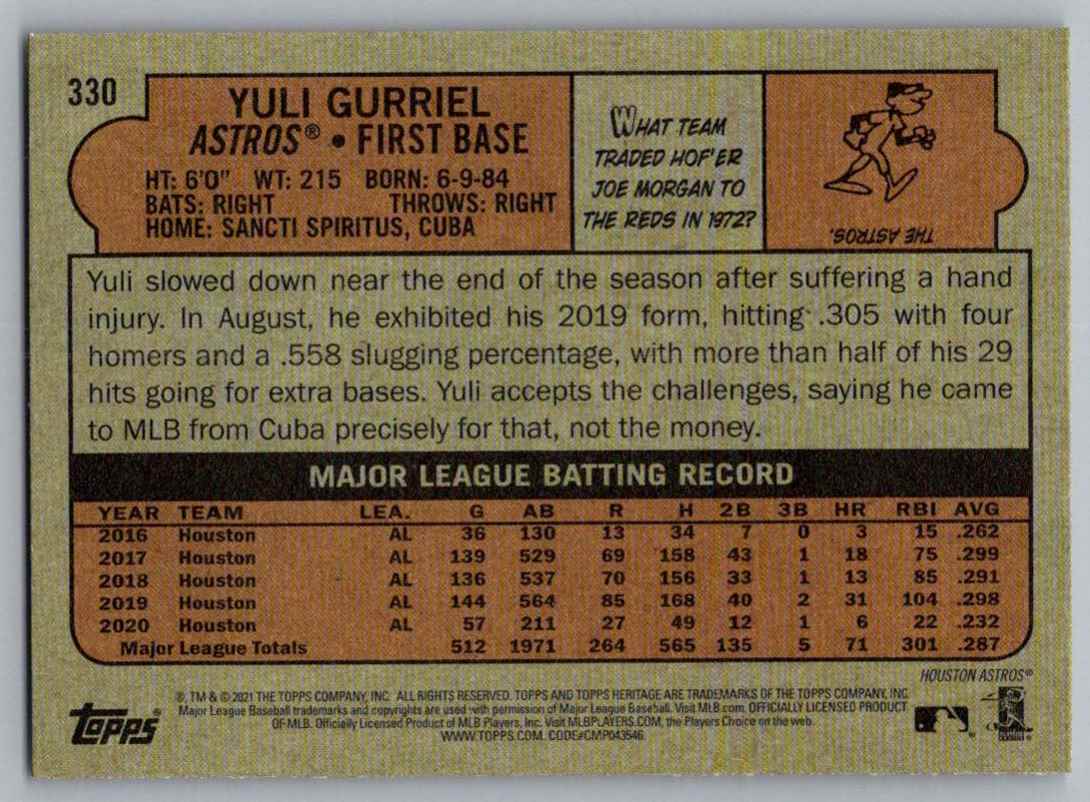 330
YULI GURRIEL
ASTROS® • FIRST BASE
HT: 6'0" WT: 215 BORN: 6-9-84
BATS: RIGHT THROWS: RIGHT
HOME: SANCTI SPIRITUS, CUBA
WHAT TEAM
TRADED HOF'ER
JOE MORGAN TO
THE REDS IN 1972?
THE ASTROS.
Yuli slowed down near the end of the season after suffering a hand
injury. In August, he exhibited his 2019 form, hitting .305 with four
homers and a .558 slugging percentage, with more than half of his 29
hits going for extra bases. Yuli accepts the challenges, saying he came
to MLB from Cuba precisely for that, not the money.
MAJOR LEAGUE BATTING RECORD
YEAR TEAM LEA. G AB R H 2B 3B HR RBI AVG
2016 Houston AL 36 130 13 34 7 0 3 15 .262
2017 Houston AL 139 529 69 158 43 1 18 75 .299
2018 Houston AL 136 537 70 156 33 1 13 85 .291
2019 Houston AL 144 564 85 168 40 2 31 104 .298
2020 Houston AL 57 211 27 49 12 1 6 22 .232
Major League Totals 512 1971 264 565 135 5 71 301 .287
HOUSTON ASTROS®
TOPPS®
®, TM & © 2021 THE TOPPS COMPANY, INC. ALL RIGHTS RESERVED. TOPPS AND TOPPS HERITAGE ARE TRADEMARKS OF THE TOPPS COMPANY, INC.
Major League Baseball trademarks and copyrights are used with permission of Major League Baseball. Visit MLB.com. OFFICIALLY LICENSED PRODUCT
OF MLB. Officially Licensed Product of MLB Players, Inc. Visit MLBPLAYERS.COM, the Players Choice on the web.
WWW.TOPPS.COM. CODE#CMP043546